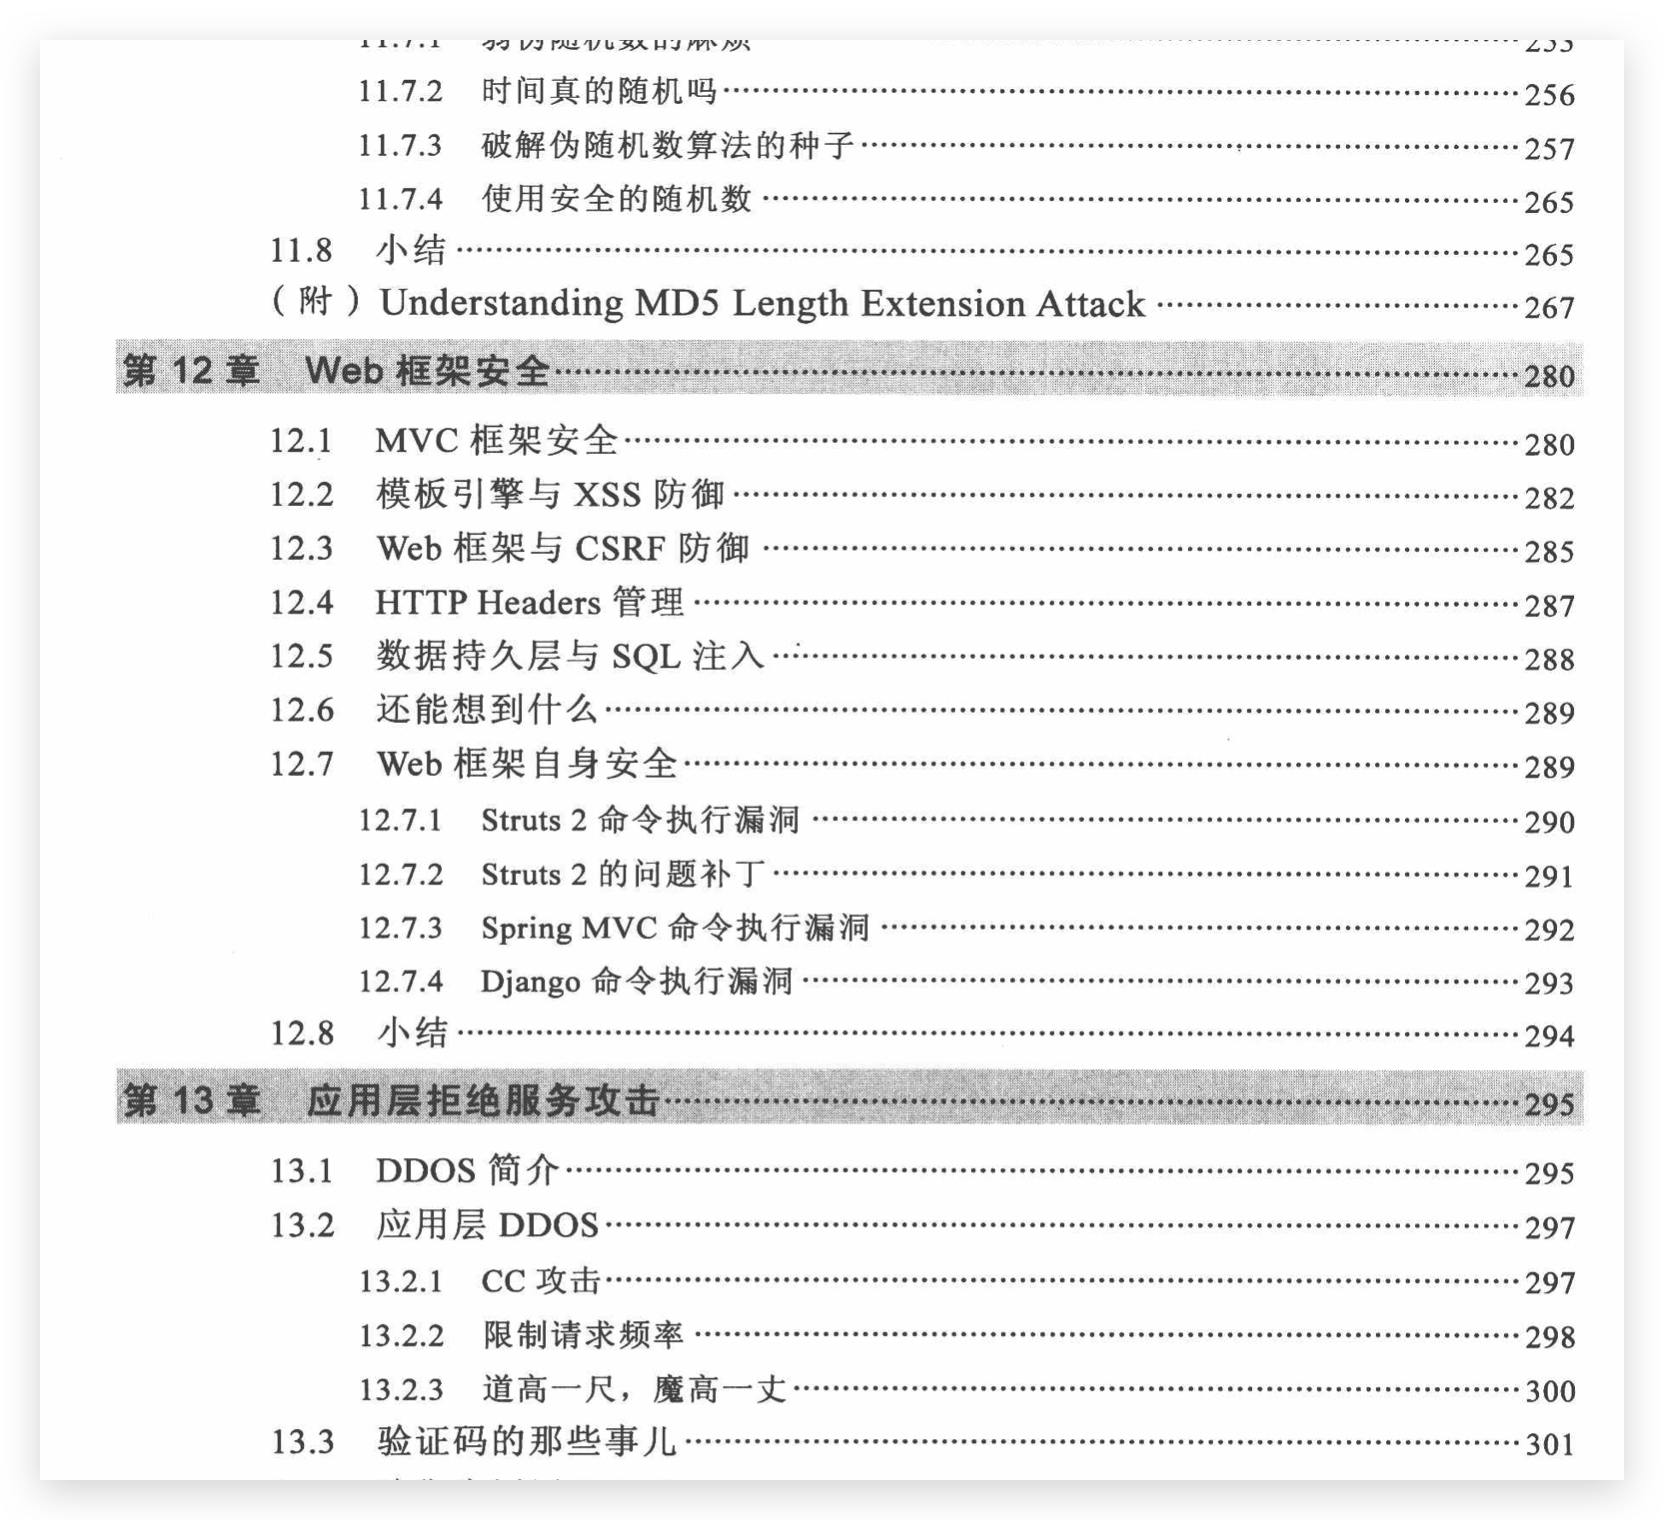 11.7.1 弱伪随机数的麻烦……253
11.7.2 时间真的随机吗……256
11.7.3 破解伪随机数算法的种子……257
11.7.4 使用安全的随机数……265
11.8 小结……265
（附）Understanding MD5 Length Extension Attack……267
第 12 章 Web 框架安全……280
12.1 MVC 框架安全……280
12.2 模板引擎与 XSS 防御……282
12.3 Web 框架与 CSRF 防御……285
12.4 HTTP Headers 管理……287
12.5 数据持久层与 SQL 注入……288
12.6 还能想到什么……289
12.7 Web 框架自身安全……289
12.7.1 Struts 2 命令执行漏洞……290
12.7.2 Struts 2 的问题补丁……291
12.7.3 Spring MVC 命令执行漏洞……292
12.7.4 Django 命令执行漏洞……293
12.8 小结……294
第 13 章 应用层拒绝服务攻击……295
13.1 DDOS 简介……295
13.2 应用层 DDOS……297
13.2.1 CC 攻击……297
13.2.2 限制请求频率……298
13.2.3 道高一尺，魔高一丈……300
13.3 验证码的那些事儿……301